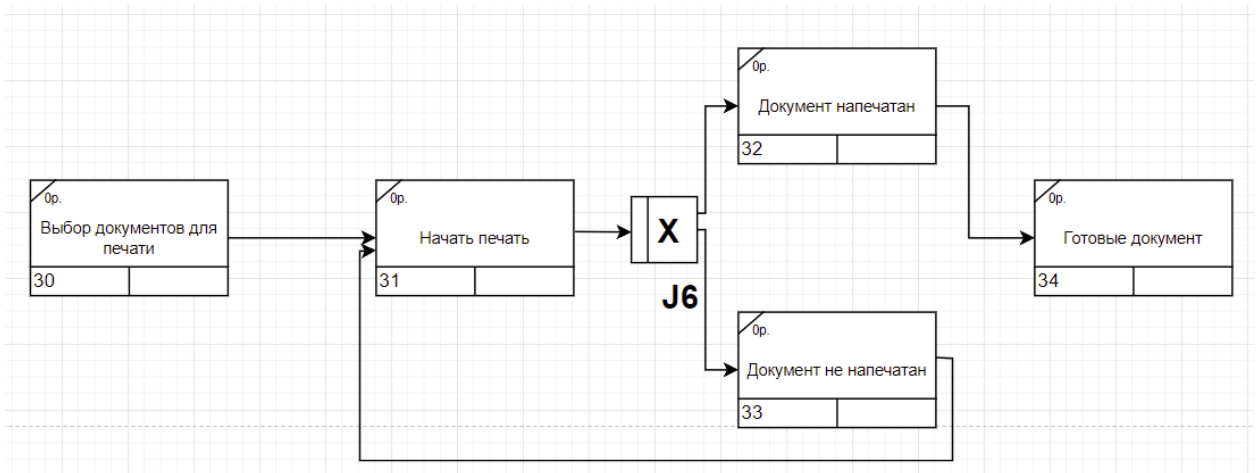 0р.
Выбор документов для
печати
30
0р.
Начать печать
31
X
J6
0р.
Документ напечатан
32
0р.
Документ не напечатан
33
0р.
Готовые документ
34